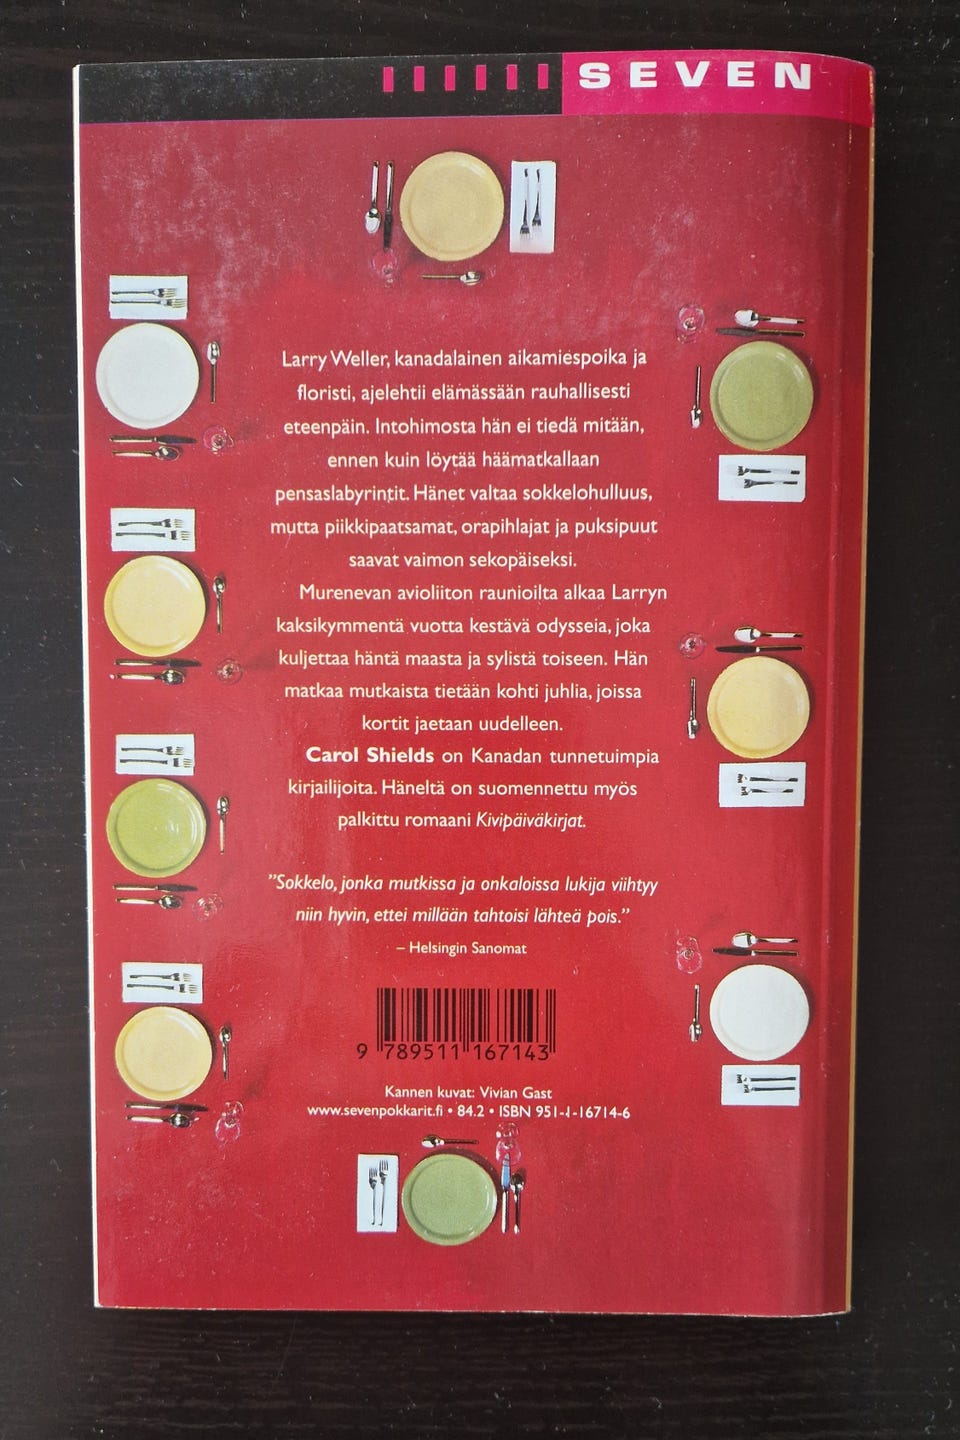 SEVEN
Larry Weller, kanadalainen aikamiespoika ja
floristi, ajelehtii elämässään rauhallisesti
eteenpäin. Intohimosta hän ei tiedä mitään,
ennen kuin löytää häämatkallaan
pensaslabyrintit. Hänet valtaa sokkelohulluus,
mutta piikkipaatsamat, orapihlajat ja puksipuut
saavat vaimon sekopäiseksi.
Murenevan avioliiton raunioilta alkaa Larryn
kaksikymmentä vuotta kestävä odysseia, joka
kuljettaa häntä maasta ja sylistä toiseen. Hän
matkaa mutkaista tietään kohti juhlia, joissa
kortit jaetaan uudelleen.
Carol Shields on Kanadan tunnetuimpia
kirjailijoita. Häneltä on suomennettu myös
palkittu romaani Kivipäiväkirjat.
”Sokkelo, jonka mutkissa ja onkaloissa lukija viihtyy
niin hyvin, ettei millään tahtoisi lähteä pois.”
– Helsingin Sanomat
9 789511 167143
Kannen kuvat: Vivian Gast
www.sevenpokkarit.fi • 84.2 • ISBN 951-1-16714-6